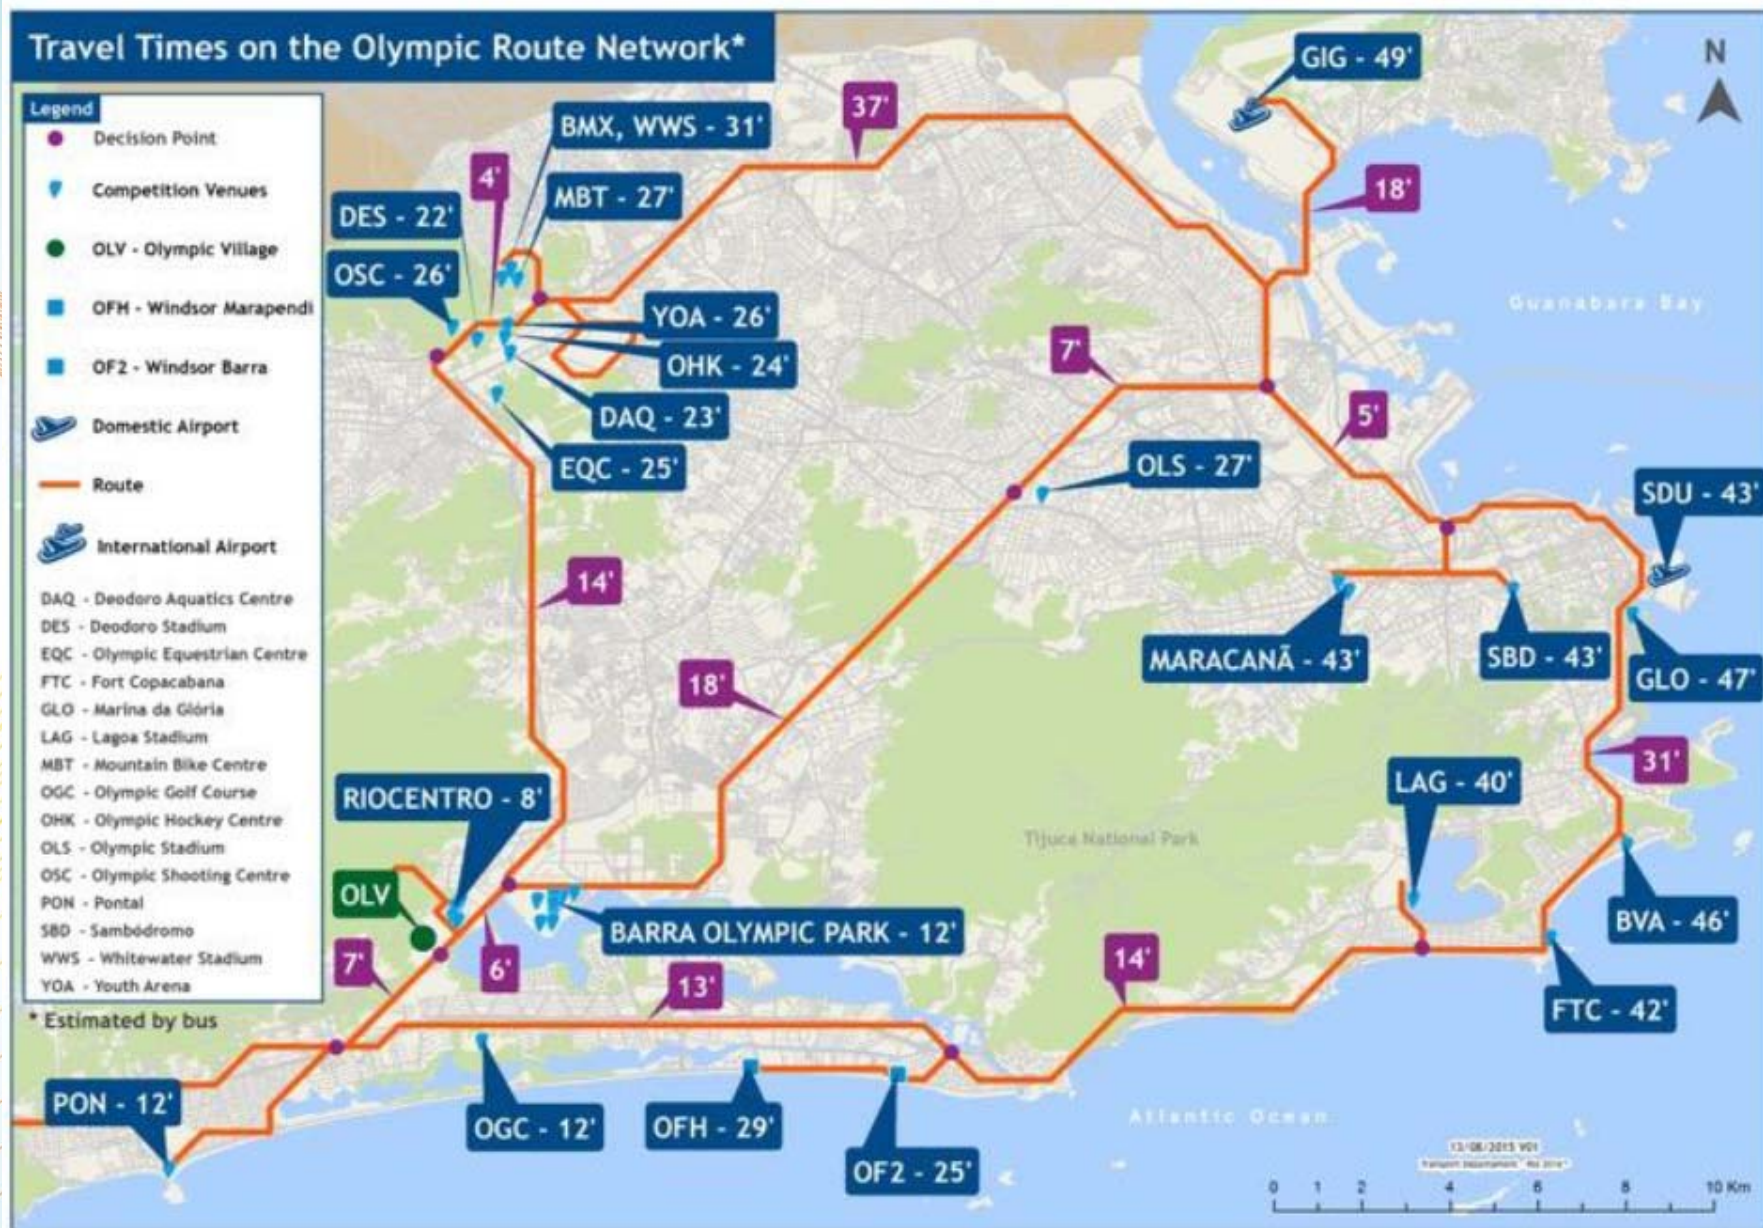 Travel Times on the Olympic Route Network*
Legend
Decision Point
Competition Venues
OLV - Olympic Village
OFH - Windsor Marapendi
OF2 - Windsor Barra
Domestic Airport
Route
International Airport
DAQ - Deodoro Aquatics Centre
DES - Deodoro Stadium
EQC - Olympic Equestrian Centre
FTC - Fort Copacabana
GLO - Marina da Glória
LAG - Lagoa Stadium
MBT - Mountain Bike Centre
OGC - Olympic Golf Course
OHK - Olympic Hockey Centre
OLS - Olympic Stadium
OSC - Olympic Shooting Centre
PON - Pontal
SBD - Sambódromo
WWS - Whitewater Stadium
YOA - Youth Arena
* Estimated by bus
GIG - 49'
N
37'
BMX, WWS - 31'
4'
MBT - 27'
18'
DES - 22'
OSC - 26'
YOA - 26'
Guanabara Bay
7'
OHK - 24'
DAQ - 23'
5'
EQC - 25'
OLS - 27'
SDU - 43'
14'
MARACANÃ - 43'
SBD - 43'
GLO - 47'
18'
31'
LAG - 40'
RIOCENTRO - 8'
Tijuca National Park
OLV
BARRA OLYMPIC PARK - 12'
BVA - 46'
7'
6'
13'
14'
FTC - 42'
PON - 12'
OGC - 12'
OFH - 29'
Atlantic Ocean
OF2 - 25'
13/08/2015 V01
0 1 2 4 6 8 10 Km